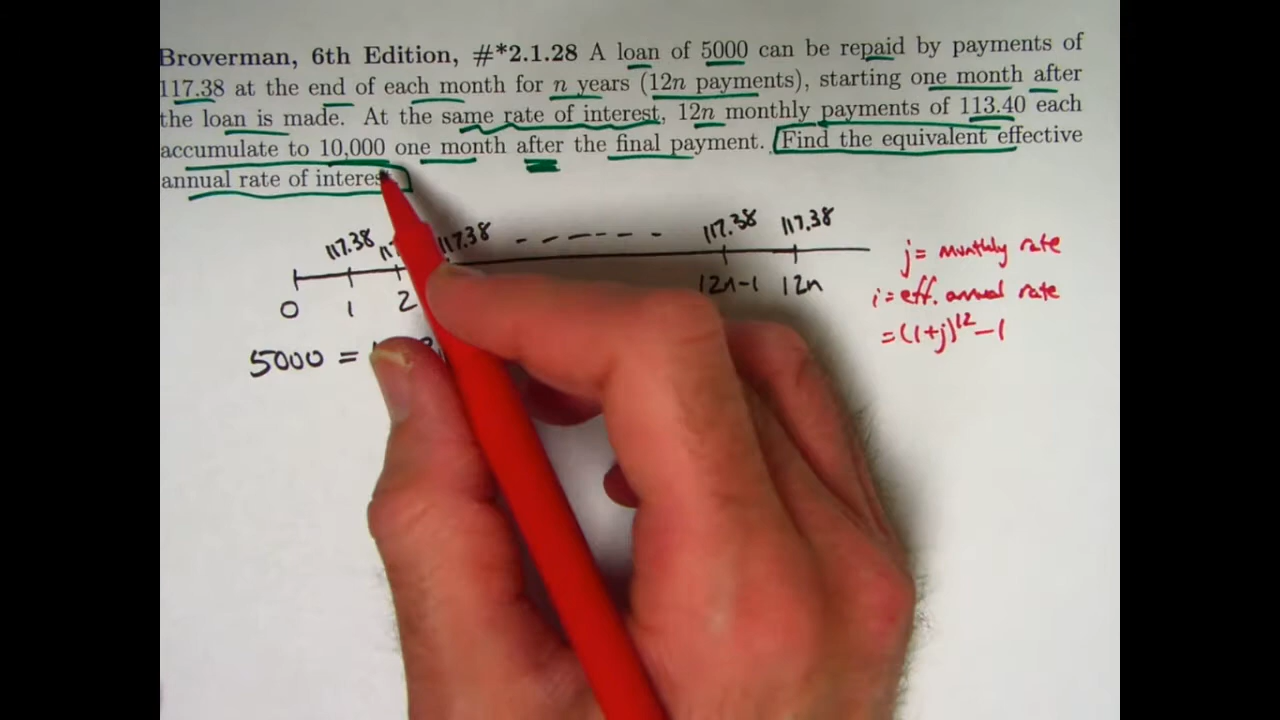 Broverman, 6th Edition, #*2.1.28 A loan of 5000 can be repaid by payments of
117.38 at the end of each month for n years (12n payments), starting one month after
the loan is made. At the same rate of interest, 12n monthly payments of 113.40 each
accumulate to 10,000 one month after the final payment. Find the equivalent effective
annual rate of interest
117.38 117.38 117.38 117.38
0 1 2 12n-1 12n
j = monthly rate
i = eff. annual rate
= (1+j)^12 - 1
5000 =